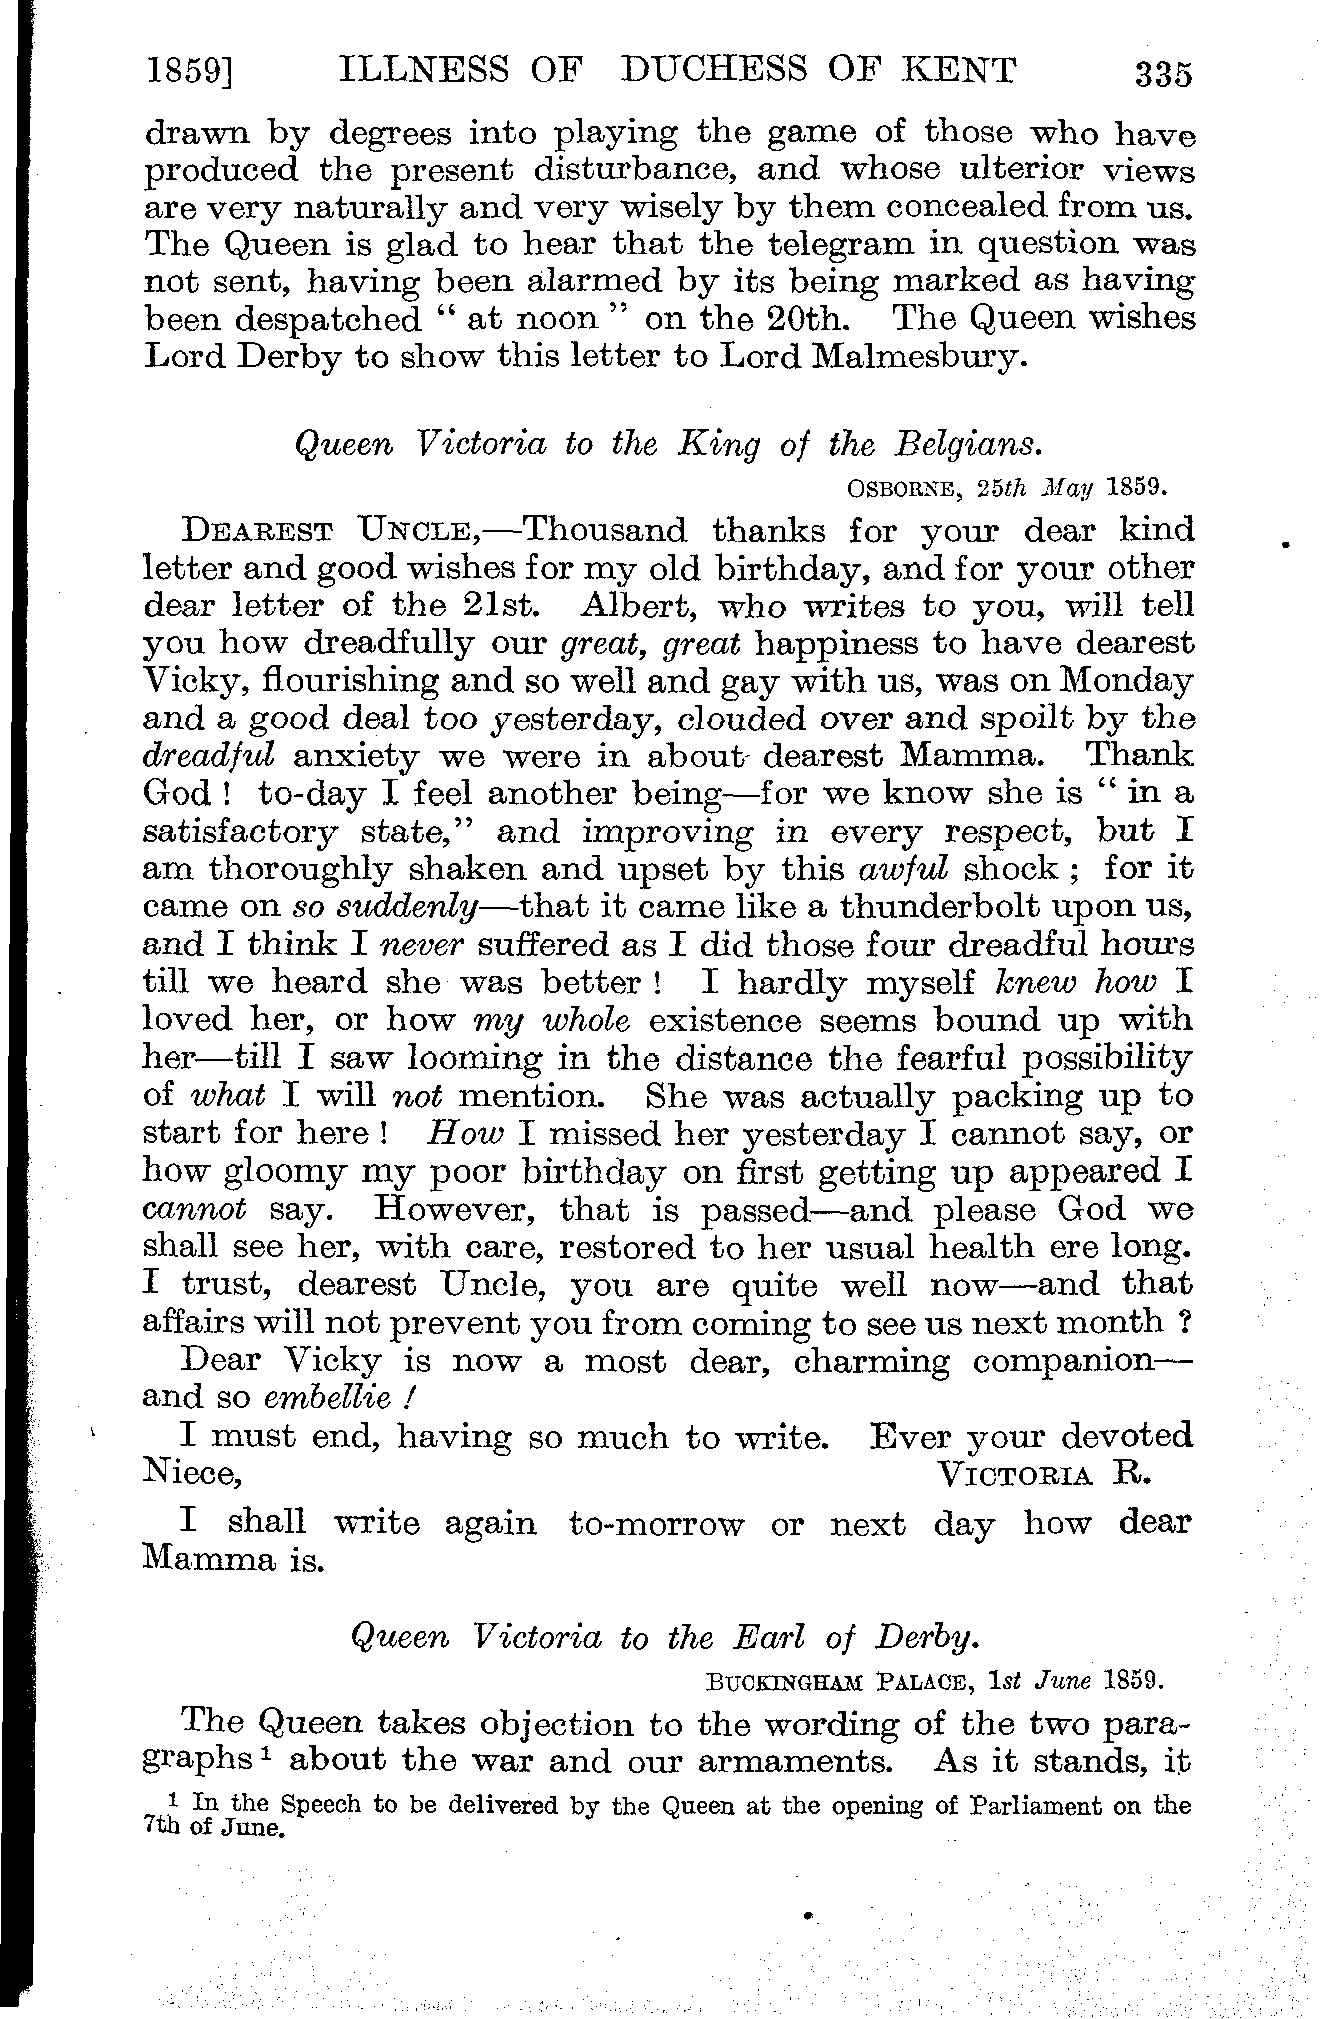 1859] ILLNESS OF DUCHESS OF KENT 335
drawn by degrees into playing the game of those who have
produced the present disturbance, and whose ulterior views
are very naturally and very wisely by them concealed from us.
The Queen is glad to hear that the telegram in question was
not sent, having been alarmed by its being marked as having
been despatched “ at noon ” on the 20th. The Queen wishes
Lord Derby to show this letter to Lord Malmesbury.
Queen Victoria to the King of the Belgians.
OSBORNE, 25th May 1859.
DEAREST UNCLE,—Thousand thanks for your dear kind
letter and good wishes for my old birthday, and for your other
dear letter of the 21st. Albert, who writes to you, will tell
you how dreadfully our great, great happiness to have dearest
Vicky, flourishing and so well and gay with us, was on Monday
and a good deal too yesterday, clouded over and spoilt by the
dreadful anxiety we were in about dearest Mamma. Thank
God ! to-day I feel another being—for we know she is “ in a
satisfactory state,” and improving in every respect, but I
am thoroughly shaken and upset by this awful shock ; for it
came on so suddenly—that it came like a thunderbolt upon us,
and I think I never suffered as I did those four dreadful hours
till we heard she was better ! I hardly myself knew how I
loved her, or how my whole existence seems bound up with
her—till I saw looming in the distance the fearful possibility
of what I will not mention. She was actually packing up to
start for here ! How I missed her yesterday I cannot say, or
how gloomy my poor birthday on first getting up appeared I
cannot say. However, that is passed—and please God we
shall see her, with care, restored to her usual health ere long.
I trust, dearest Uncle, you are quite well now—and that
affairs will not prevent you from coming to see us next month ?
Dear Vicky is now a most dear, charming companion—
and so embellie !
I must end, having so much to write. Ever your devoted
Niece, VICTORIA R.
I shall write again to-morrow or next day how dear
Mamma is.
Queen Victoria to the Earl of Derby.
BUCKINGHAM PALACE, 1st June 1859.
The Queen takes objection to the wording of the two para-
graphs¹ about the war and our armaments. As it stands, it
¹ In the Speech to be delivered by the Queen at the opening of Parliament on the
7th of June.